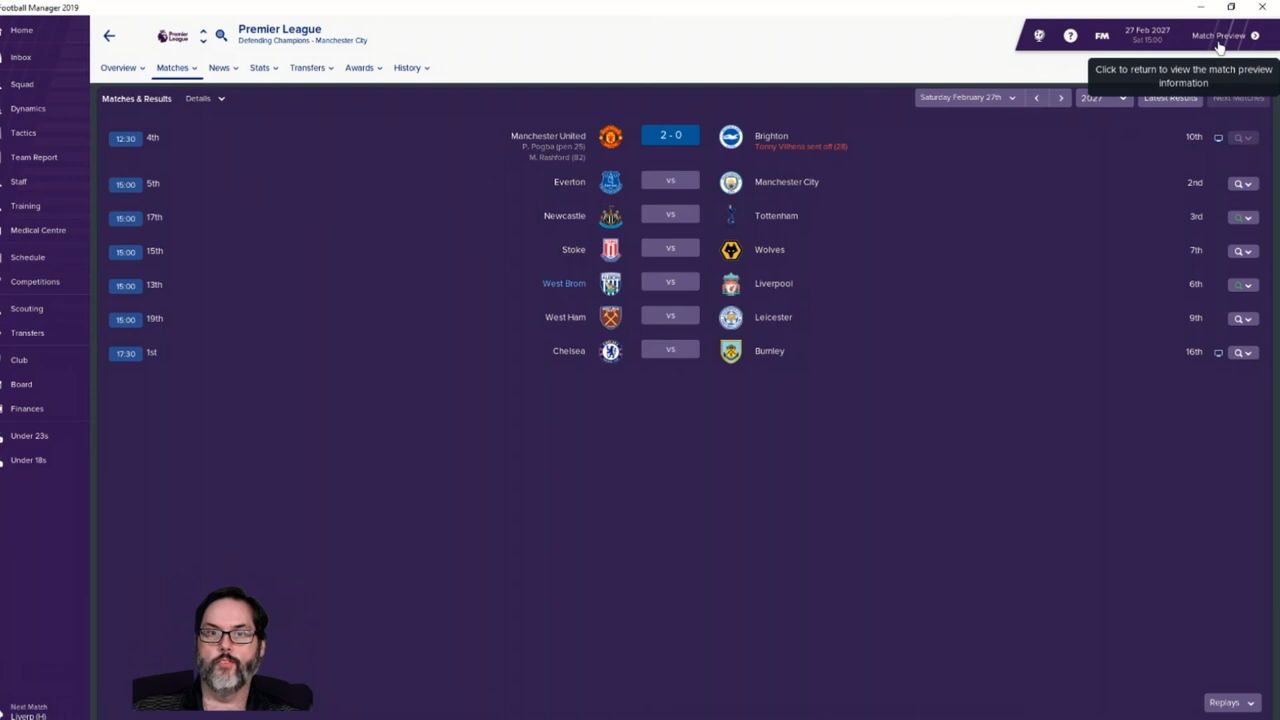 Football Manager 2019
Home
Inbox
Squad
Dynamics
Tactics
Team Report
Staff
Training
Medical Centre
Schedule
Competitions
Scouting
Transfers
Club
Board
Finances
Under 23s
Under 18s
Next Match
Liverp (H)
Premier League
Premier League
Defending Champions - Manchester City
FM
27 Feb 2027
Sat 15:00
Match Preview
Click to return to view the match preview
information
Overview Matches News Stats Transfers Awards History
Matches & Results Details
Saturday February 27th 2027 Latest Results Next Matches
12:30 4th Manchester United 2 - 0 Brighton 10th
P. Pogba (pen 25) Tonny Vilhena sent off (28)
M. Rashford (82)
15:00 5th Everton vs Manchester City 2nd
15:00 17th Newcastle vs Tottenham 3rd
15:00 15th Stoke vs Wolves 7th
15:00 13th West Brom vs Liverpool 6th
15:00 19th West Ham vs Leicester 9th
17:30 1st Chelsea vs Burnley 16th
Replays